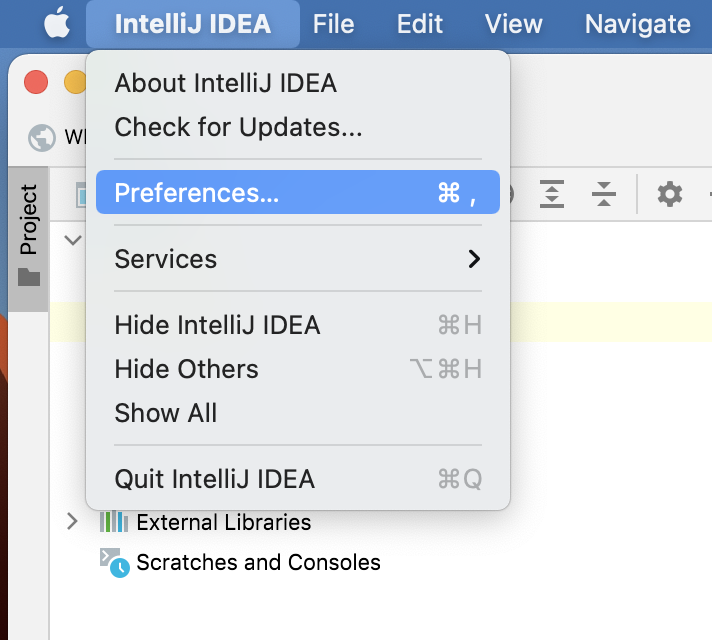 IntelliJ IDEA File Edit View Navigate
About IntelliJ IDEA
Check for Updates...
Preferences... ⌘ ,
Project
Services
Hide IntelliJ IDEA ⌘H
Hide Others ⌥⌘H
Show All
Quit IntelliJ IDEA ⌘Q
External Libraries
Scratches and Consoles